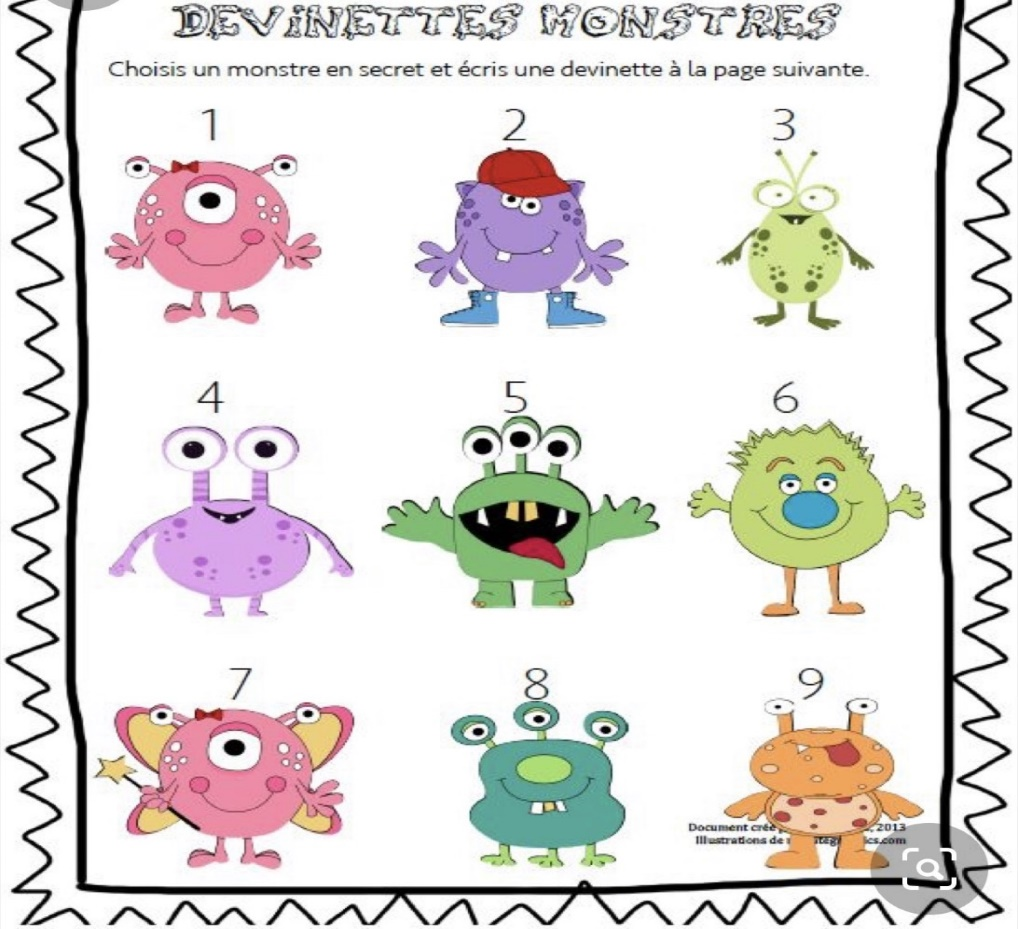 DEVINETTES MONSTRES
Choisis un monstre en secret et écris une devinette à la page suivante.
1
2
3
4
5
6
7
8
9
Document créé 2013
Illustrations de